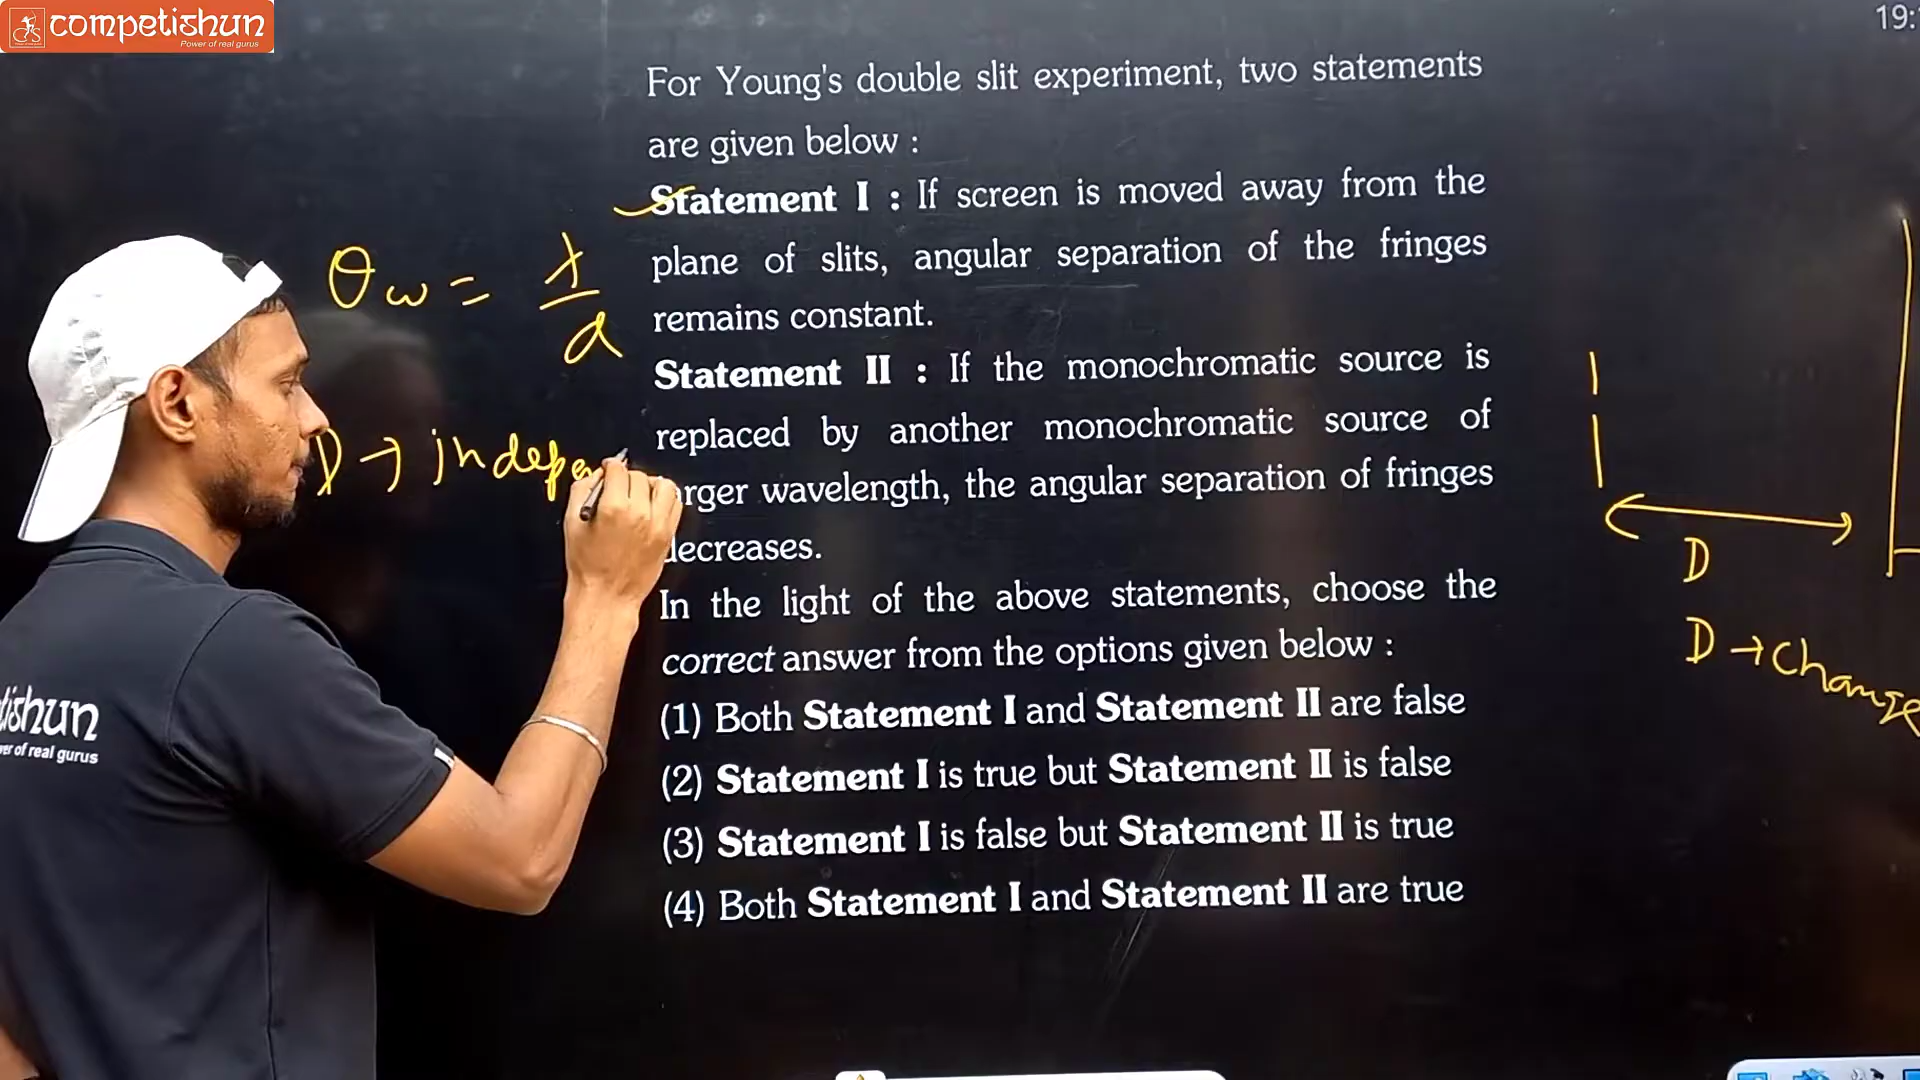 competishun
Power of real gurus
19:
For Young's double slit experiment, two statements
are given below :
Statement I : If screen is moved away from the
plane of slits, angular separation of the fringes
remains constant.
Statement II : If the monochromatic source is
replaced by another monochromatic source of
arger wavelength, the angular separation of fringes
decreases.
In the light of the above statements, choose the
correct answer from the options given below :
(1) Both Statement I and Statement II are false
(2) Statement I is true but Statement II is false
(3) Statement I is false but Statement II is true
(4) Both Statement I and Statement II are true
θω = λ/d
D → indepe
D
D → Change
tishun
er of real gurus